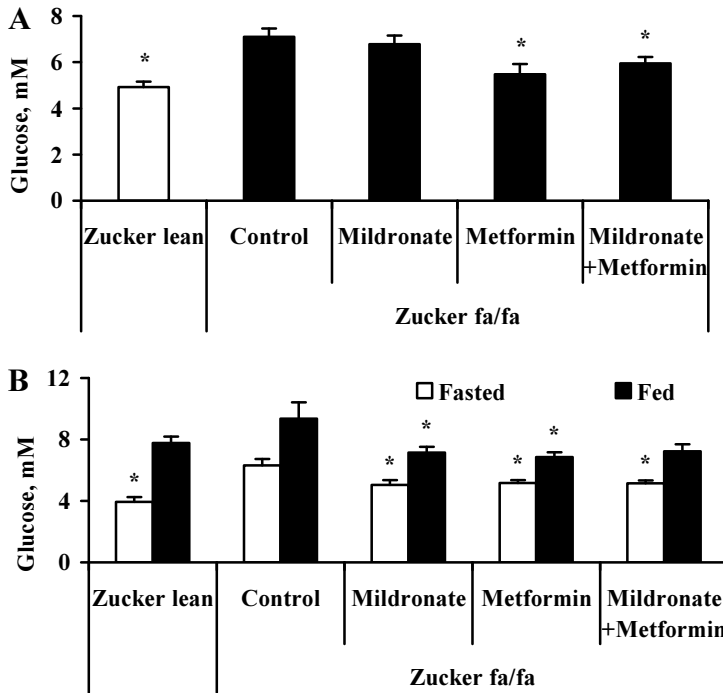 A
Glucose, mM
8
6
4
2
0
*
*
*
Zucker lean
Control
Mildronate
Metformin
Mildronate
+Metformin
Zucker fa/fa
B
Glucose, mM
12
8
4
0
Fasted
Fed
*
*
*
*
*
*
Zucker lean
Control
Mildronate
Metformin
Mildronate
+Metformin
Zucker fa/fa